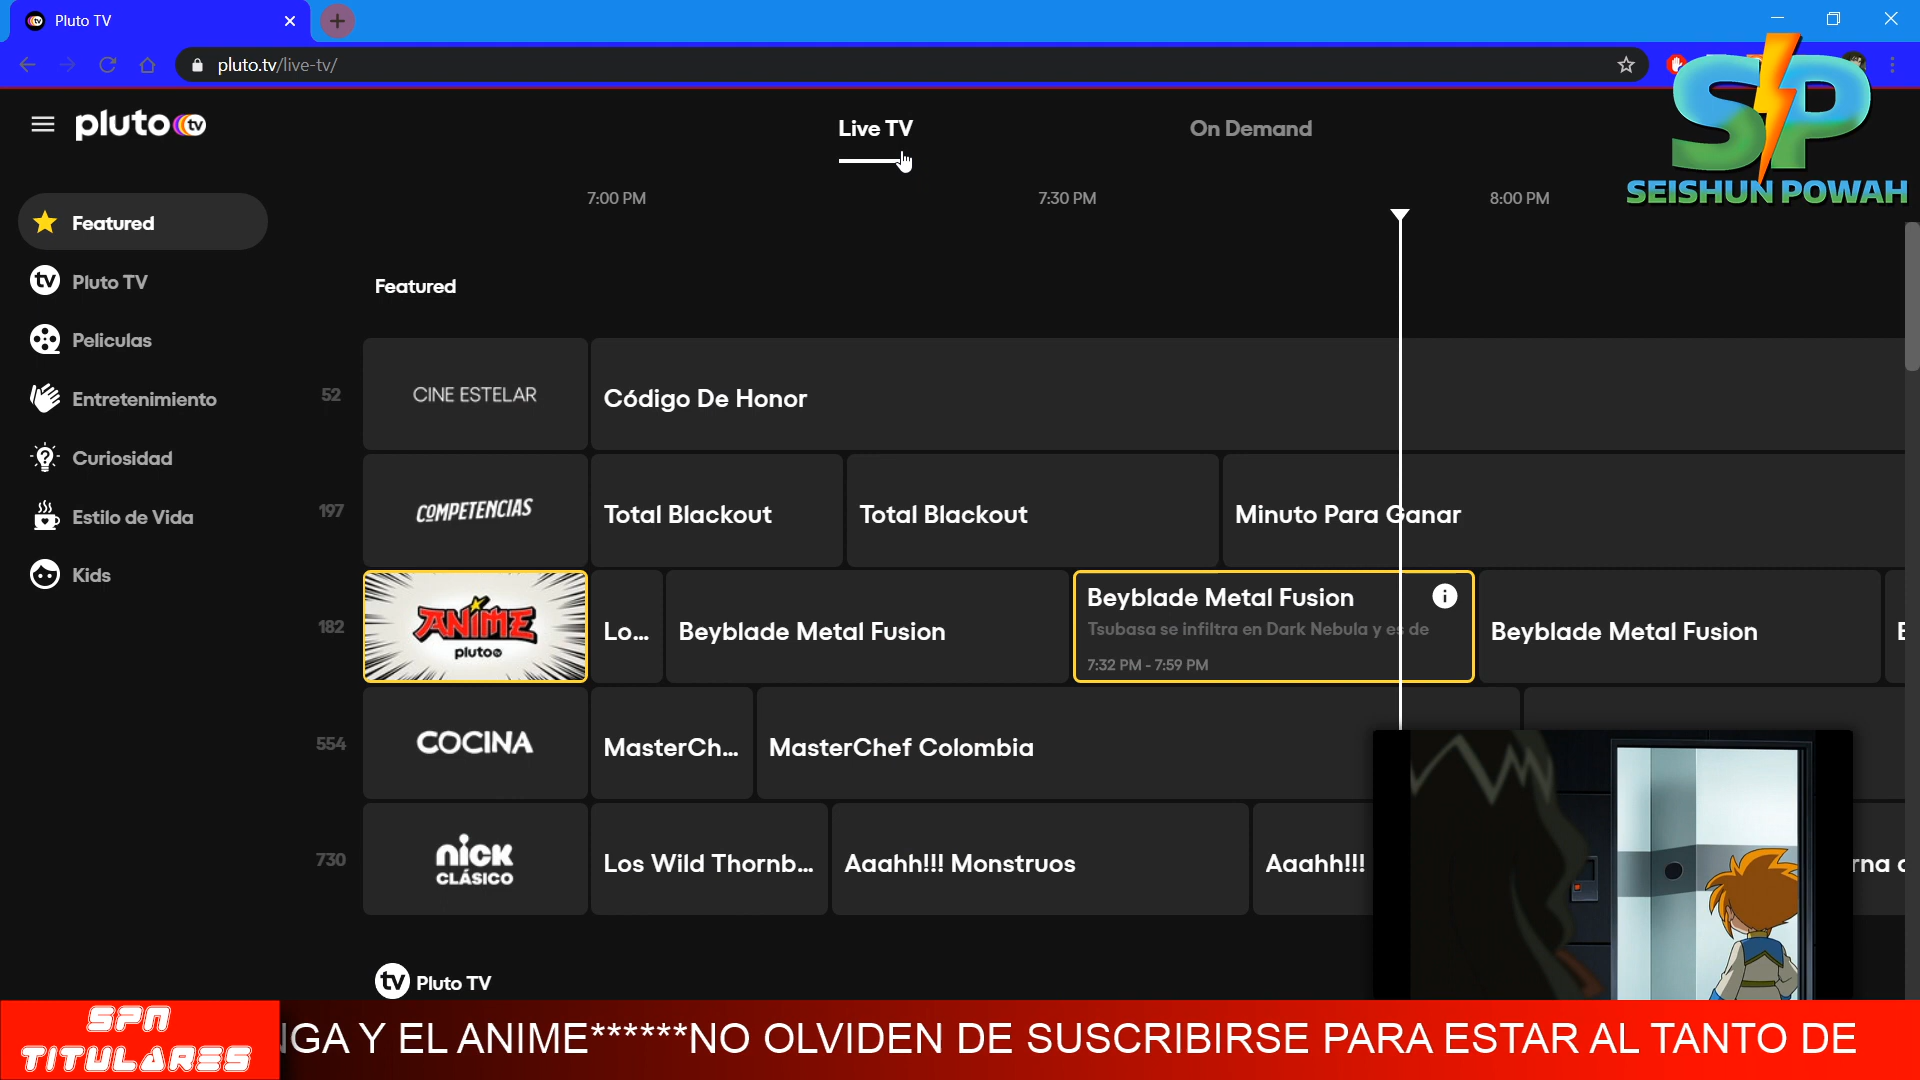 Pluto TV
pluto.tv/live-tv/
pluto tv
Live TV
On Demand
SP
SEISHUN POWAH
7:00 PM
7:30 PM
8:00 PM
Featured
Pluto TV
Peliculas
Entretenimiento
Curiosidad
Estilo de Vida
Kids
Featured
52
CINE ESTELAR
Código De Honor
197
COMPETENCIAS
Total Blackout
Total Blackout
Minuto Para Ganar
182
ANIME
pluto tv
Lo...
Beyblade Metal Fusion
Beyblade Metal Fusion
Tsubasa se infiltra en Dark Nebula y es de
7:32 PM - 7:59 PM
Beyblade Metal Fusion
554
COCINA
MasterCh...
MasterChef Colombia
730
nick
CLÁSICO
Los Wild Thornb...
Aaahh!!! Monstruos
Aaahh!!!
tv Pluto TV
SPN
TITULARES
NGA Y EL ANIME******NO OLVIDEN DE SUSCRIBIRSE PARA ESTAR AL TANTO DE